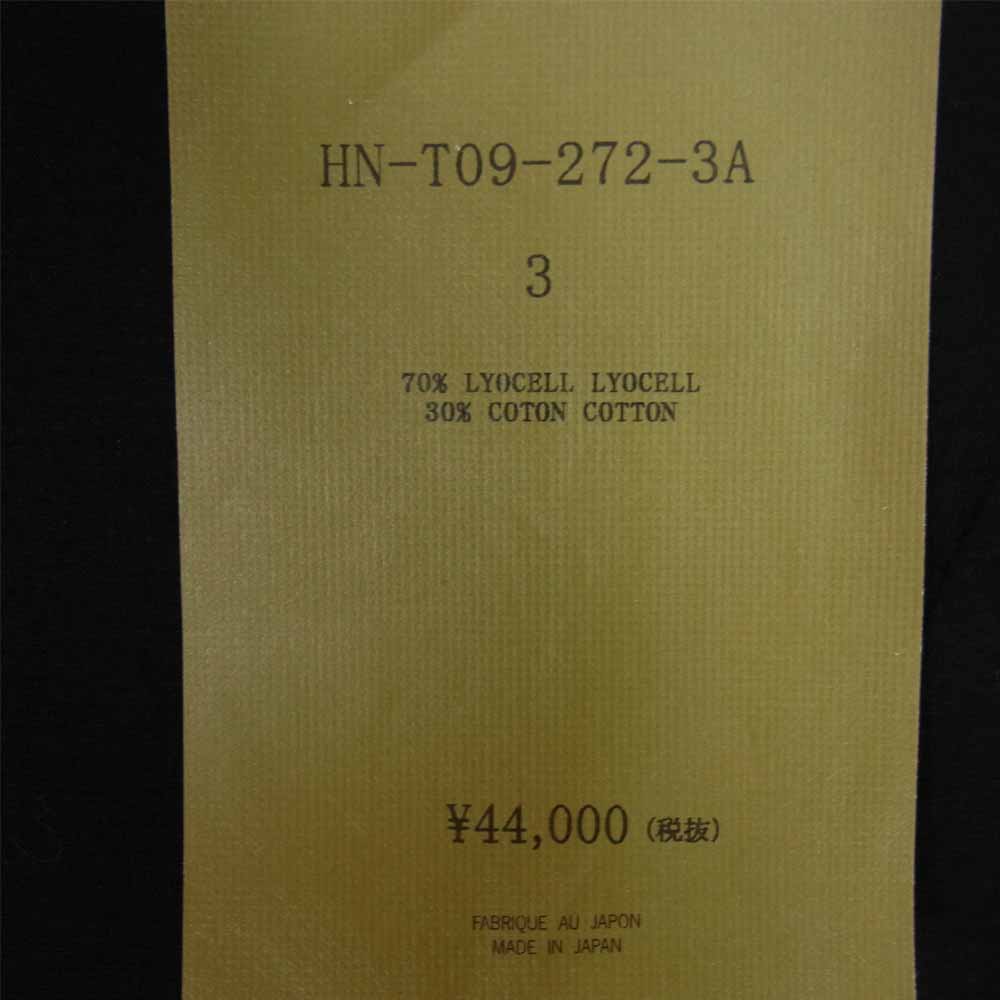 HN-T09-272-3A
3
70% LYOCELL LYOCELL
30% COTON COTTON
¥44,000 (税抜)
FABRIQUE AU JAPON
MADE IN JAPAN